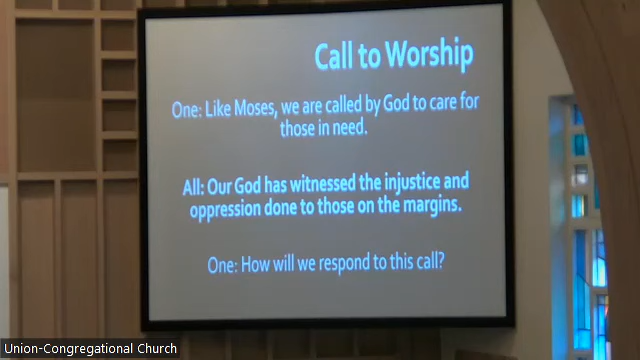 Call to Worship
One: Like Moses, we are called by God to care for
those in need.
All: Our God has witnessed the injustice and
oppression done to those on the margins.
One: How will we respond to this call?
Union-Congregational Church